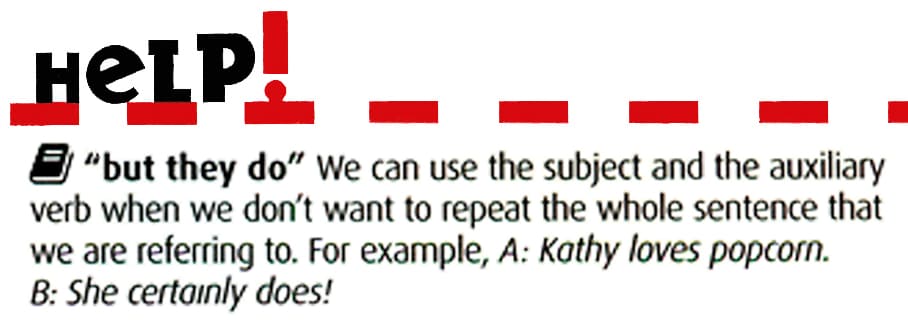 HeLP!
"but they do" We can use the subject and the auxiliary
verb when we don't want to repeat the whole sentence that
we are referring to. For example, A: Kathy loves popcorn.
B: She certainly does!